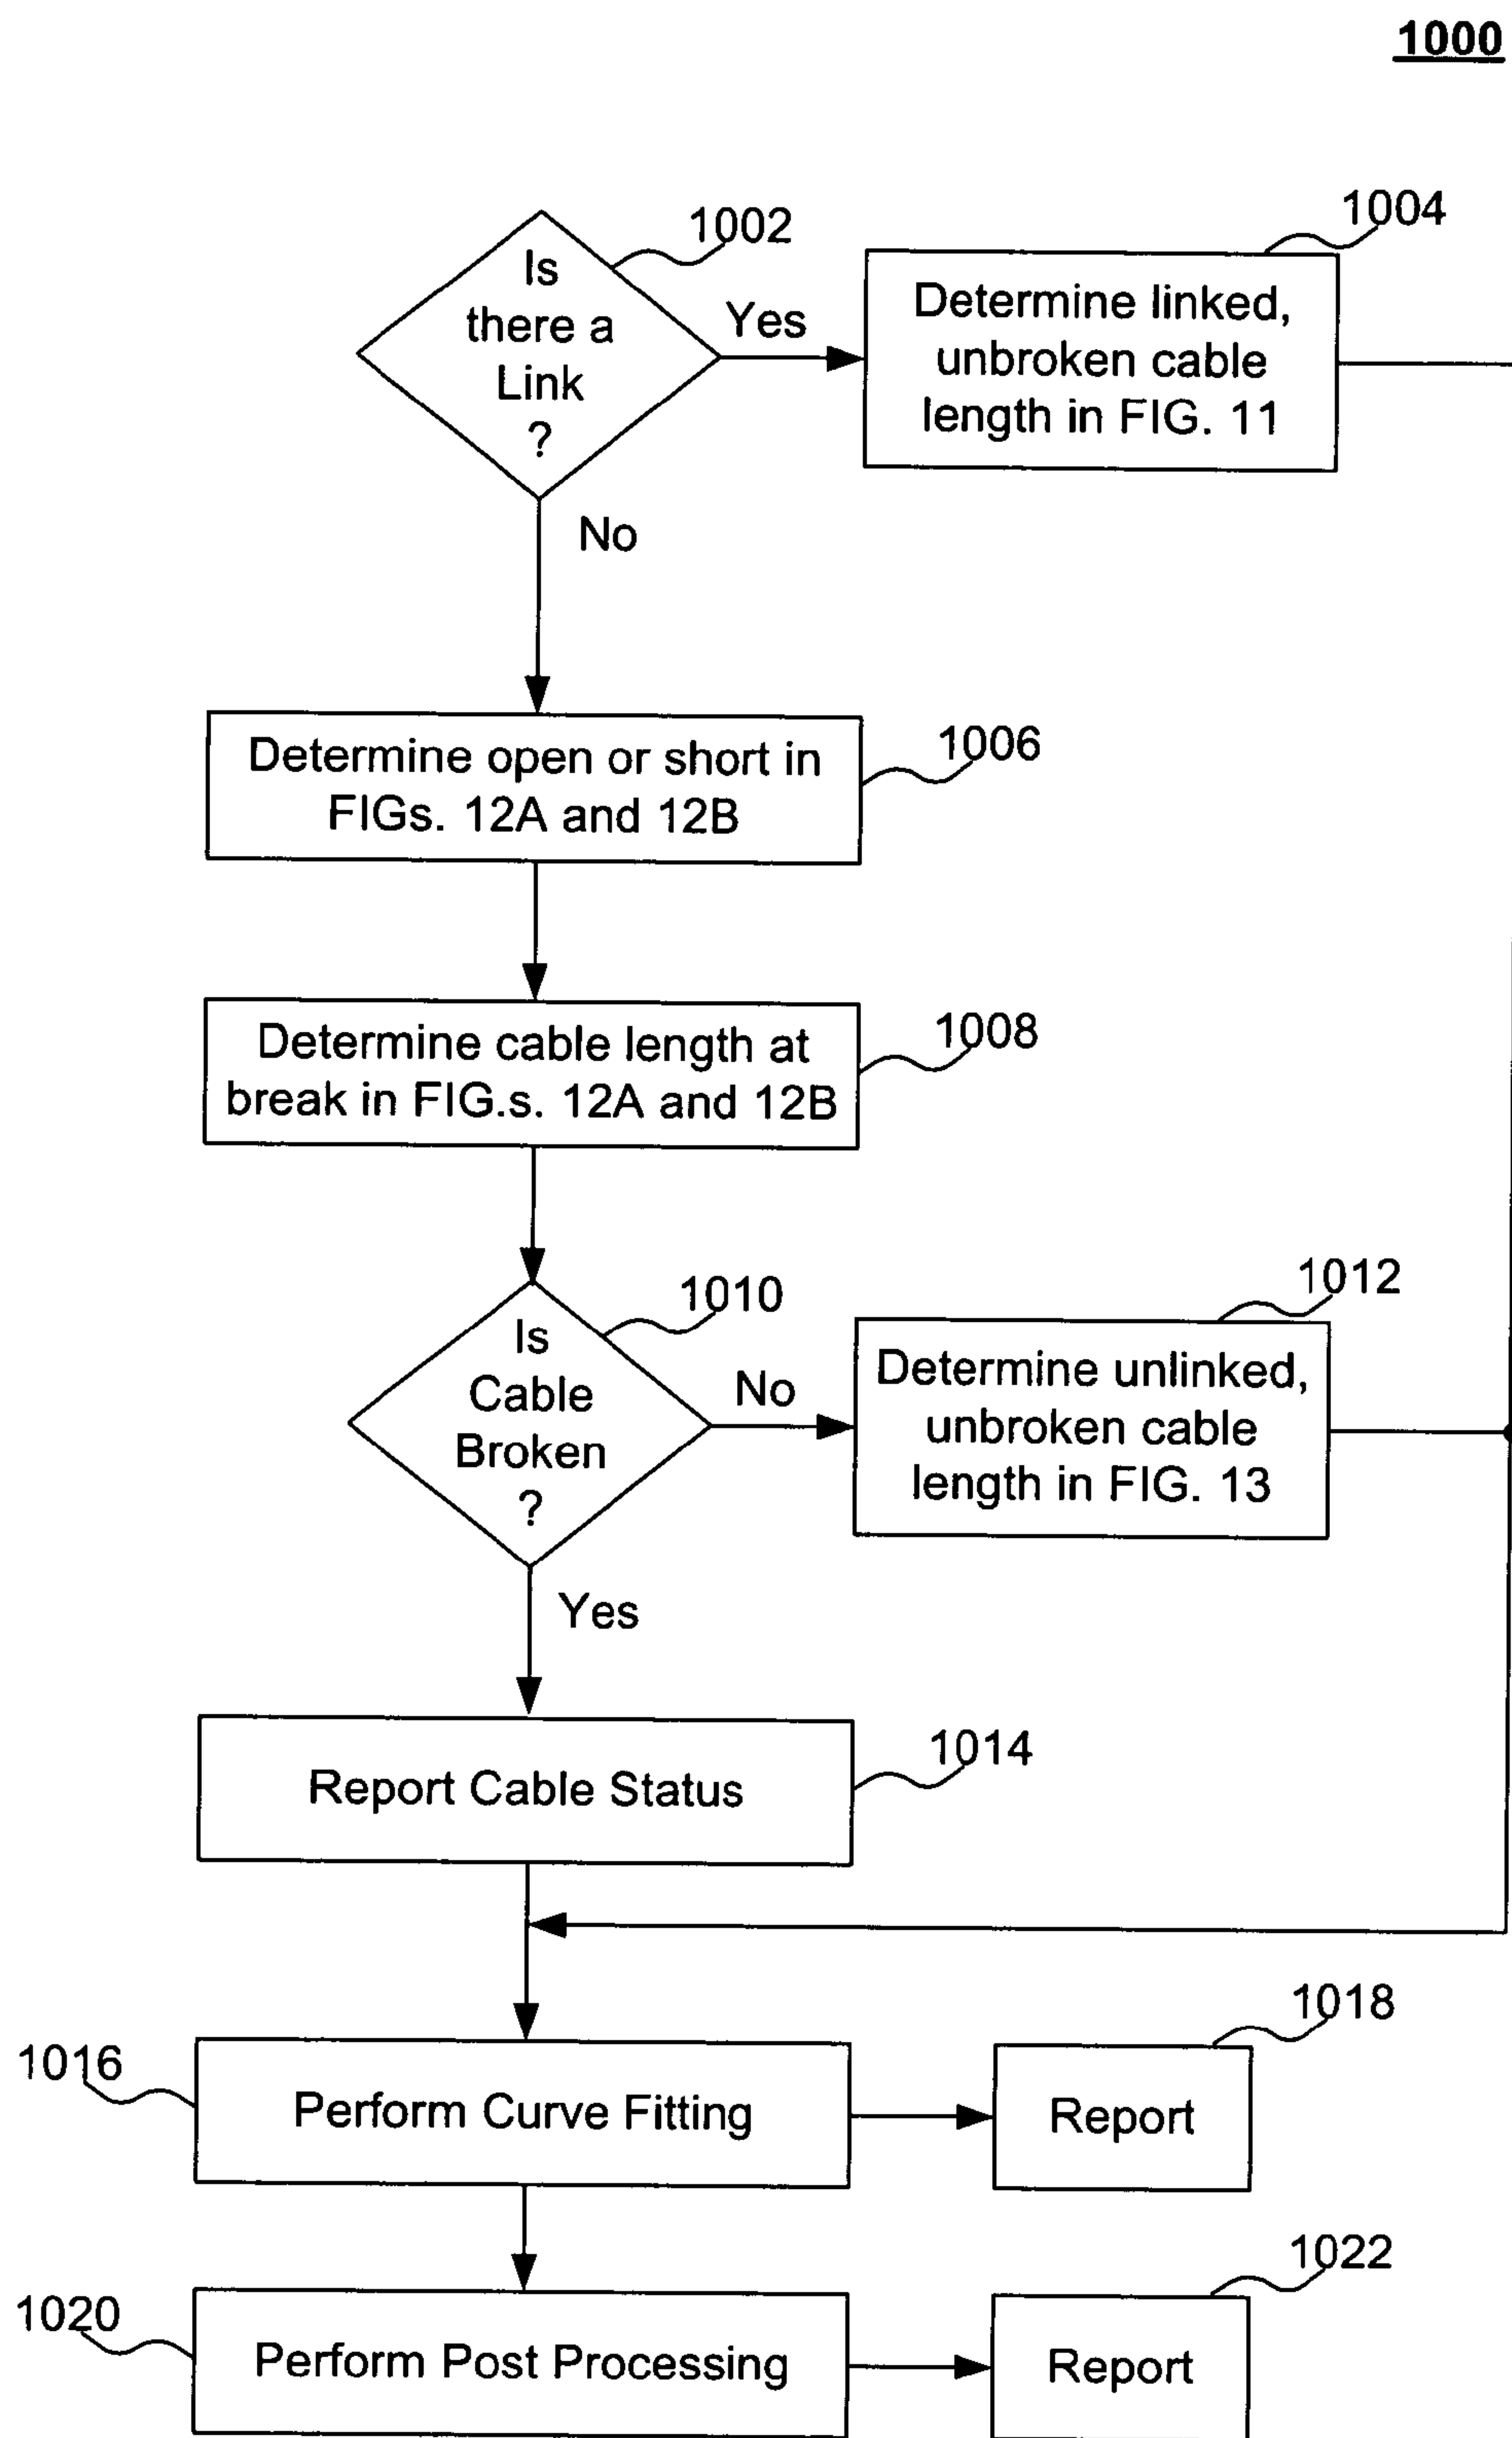 1000
1002
Is
there a
Link
?
Yes
No
1004
Determine linked,
unbroken cable
length in FIG. 11
1006
Determine open or short in
FIGs. 12A and 12B
1008
Determine cable length at
break in FIG.s. 12A and 12B
1010
Is
Cable
Broken
?
No
Yes
1012
Determine unlinked,
unbroken cable
length in FIG. 13
1014
Report Cable Status
1016
Perform Curve Fitting
1018
Report
1020
Perform Post Processing
1022
Report